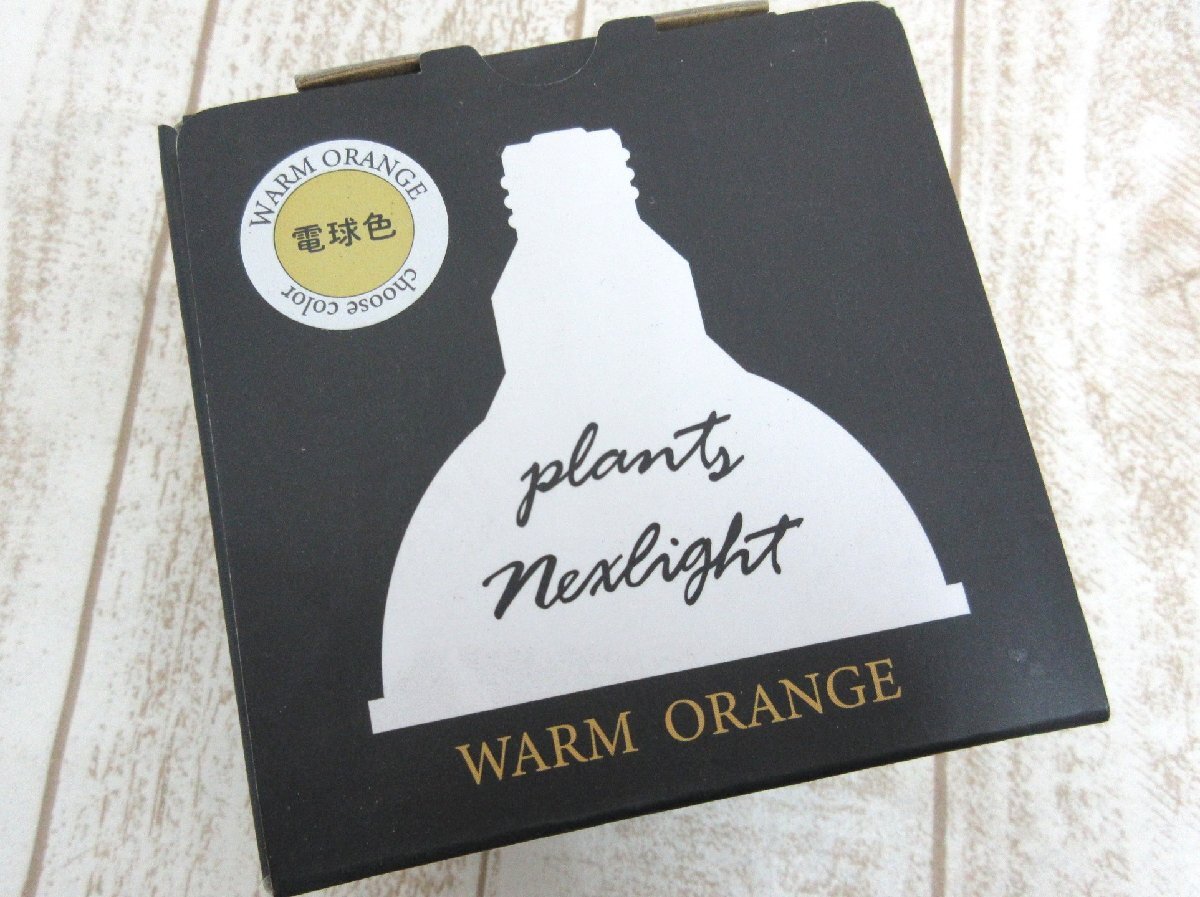 WARM ORANGE
電球色
choose color
plants
Nexlight
WARM ORANGE